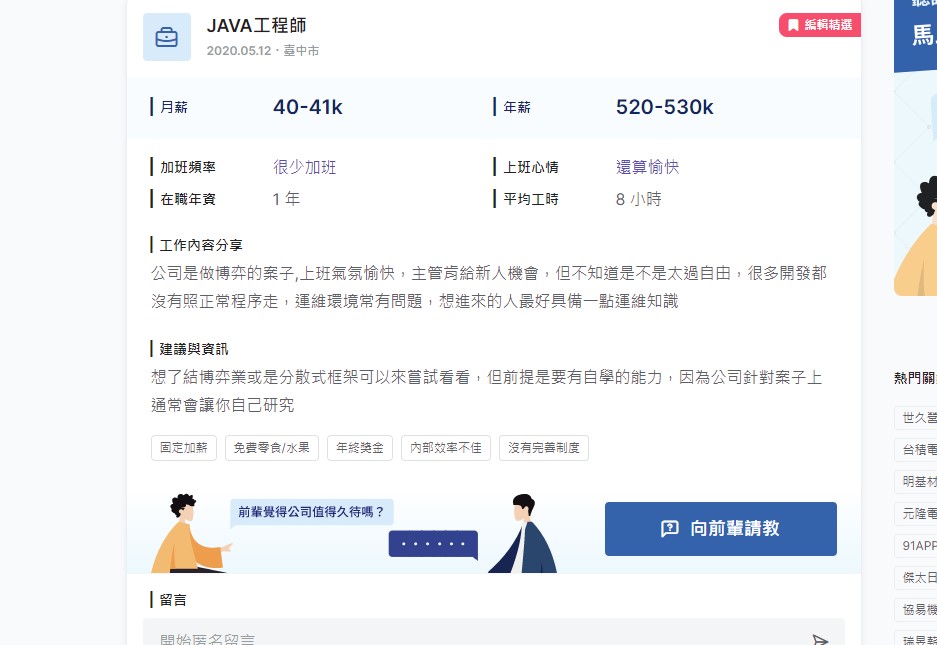 JAVA工程師
2020.05.12・臺中市
編輯精選
月薪
40-41k
年薪
520-530k
加班頻率
很少加班
上班心情
還算愉快
在職年資
1 年
平均工時
8 小時
工作內容分享
公司是做博弈的案子,上班氣氛愉快，主管肯給新人機會，但不知道是不是太過自由，很多開發都
沒有照正常程序走，運維環境常有問題，想進來的人最好具備一點運維知識
建議與資訊
想了結博弈業或是分散式框架可以來嘗試看看，但前提是要有自學的能力，因為公司針對案子上
通常會讓你自己研究
固定加薪
免費零食/水果
年終獎金
內部效率不佳
沒有完善制度
前輩覺得公司值得久待嗎？
向前輩請教
留言
開始匿名留言
馬
熱門關
世久營
台積電
明基材
元隆電
91APP
傑太日
協易機